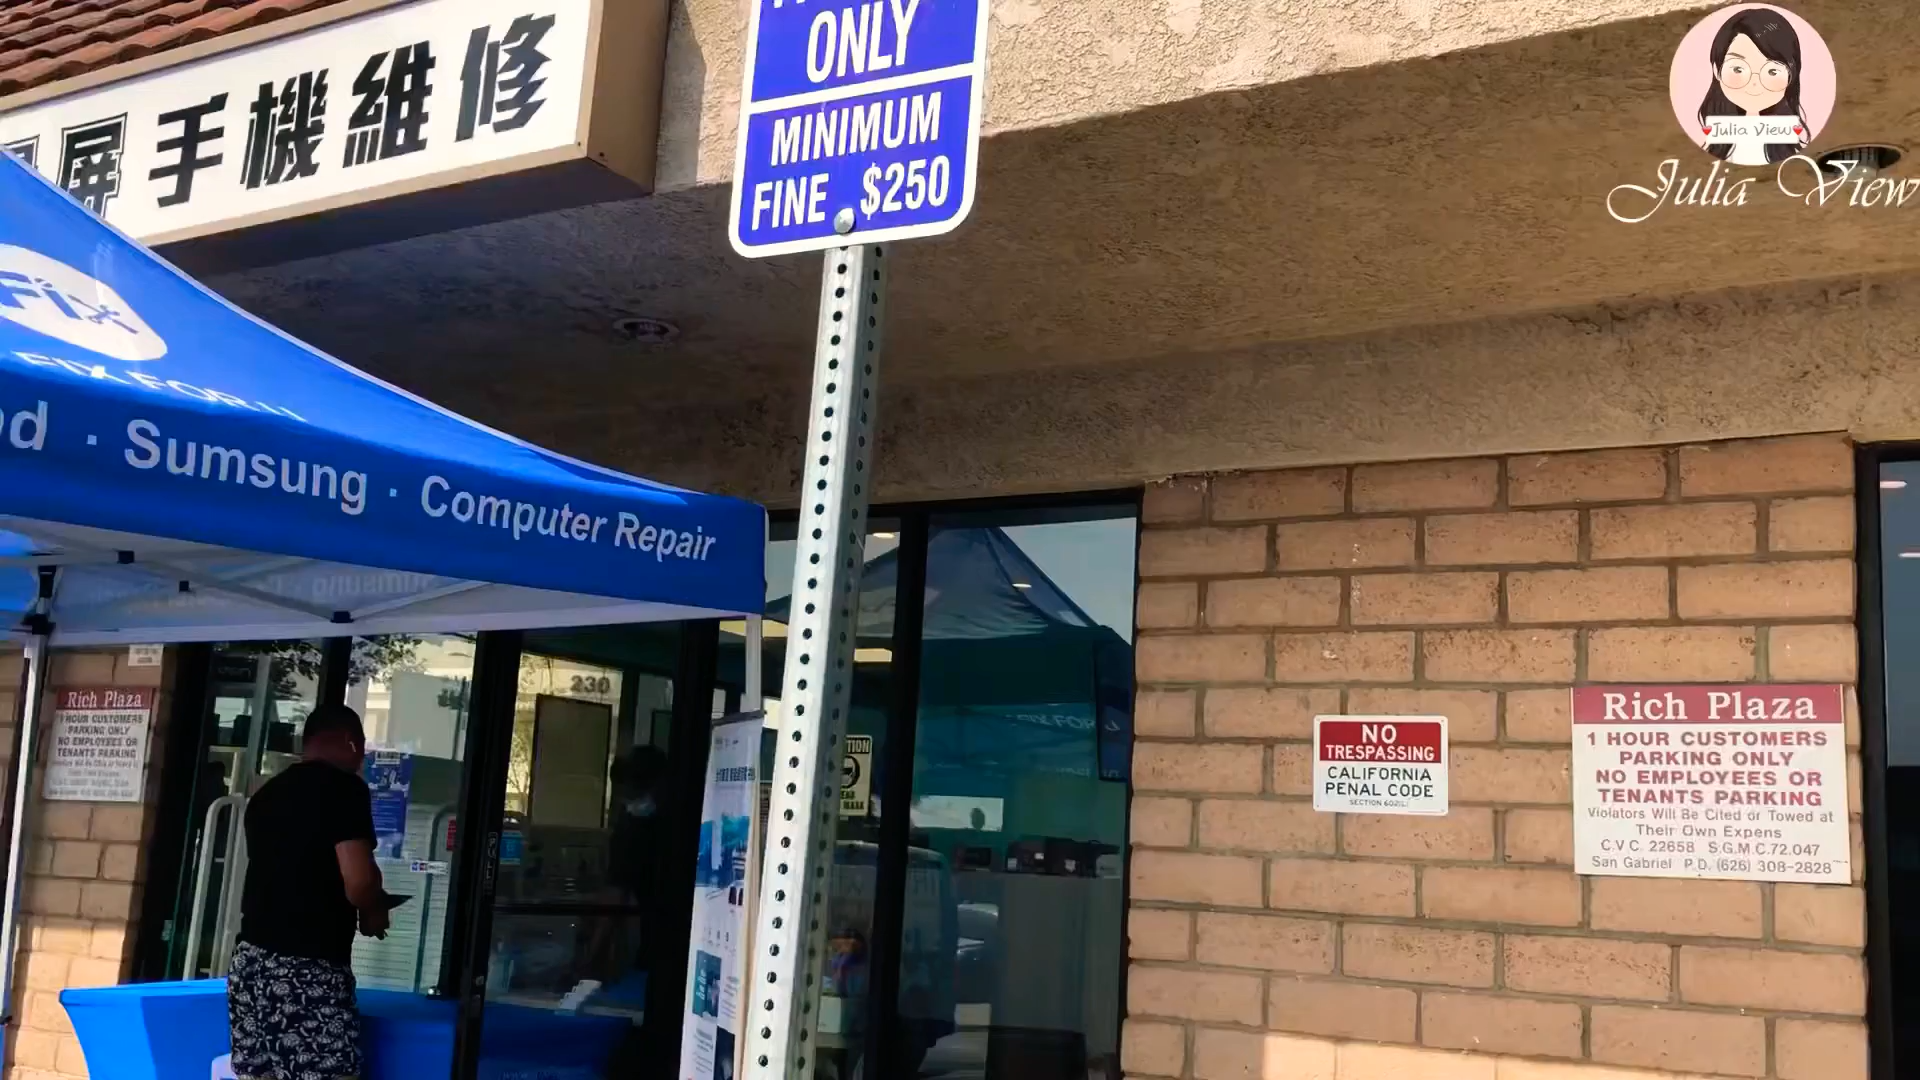 屏手機維修
ONLY
MINIMUM
FINE $250
Julia View
Julia View
FIX
FIX FOR U
· Sumsung · Computer Repair
230
Rich Plaza
1 HOUR CUSTOMERS
PARKING ONLY
NO EMPLOYEES OR
TENANTS PARKING
NO
TRESPASSING
CALIFORNIA
PENAL CODE
SECTION 602(L)
Rich Plaza
1 HOUR CUSTOMERS
PARKING ONLY
NO EMPLOYEES OR
TENANTS PARKING
Violators Will Be Cited or Towed at
Their Own Expens
C.V.C. 22658 S.G.M.C.72.047
San Gabriel P.D. (626) 308-2828